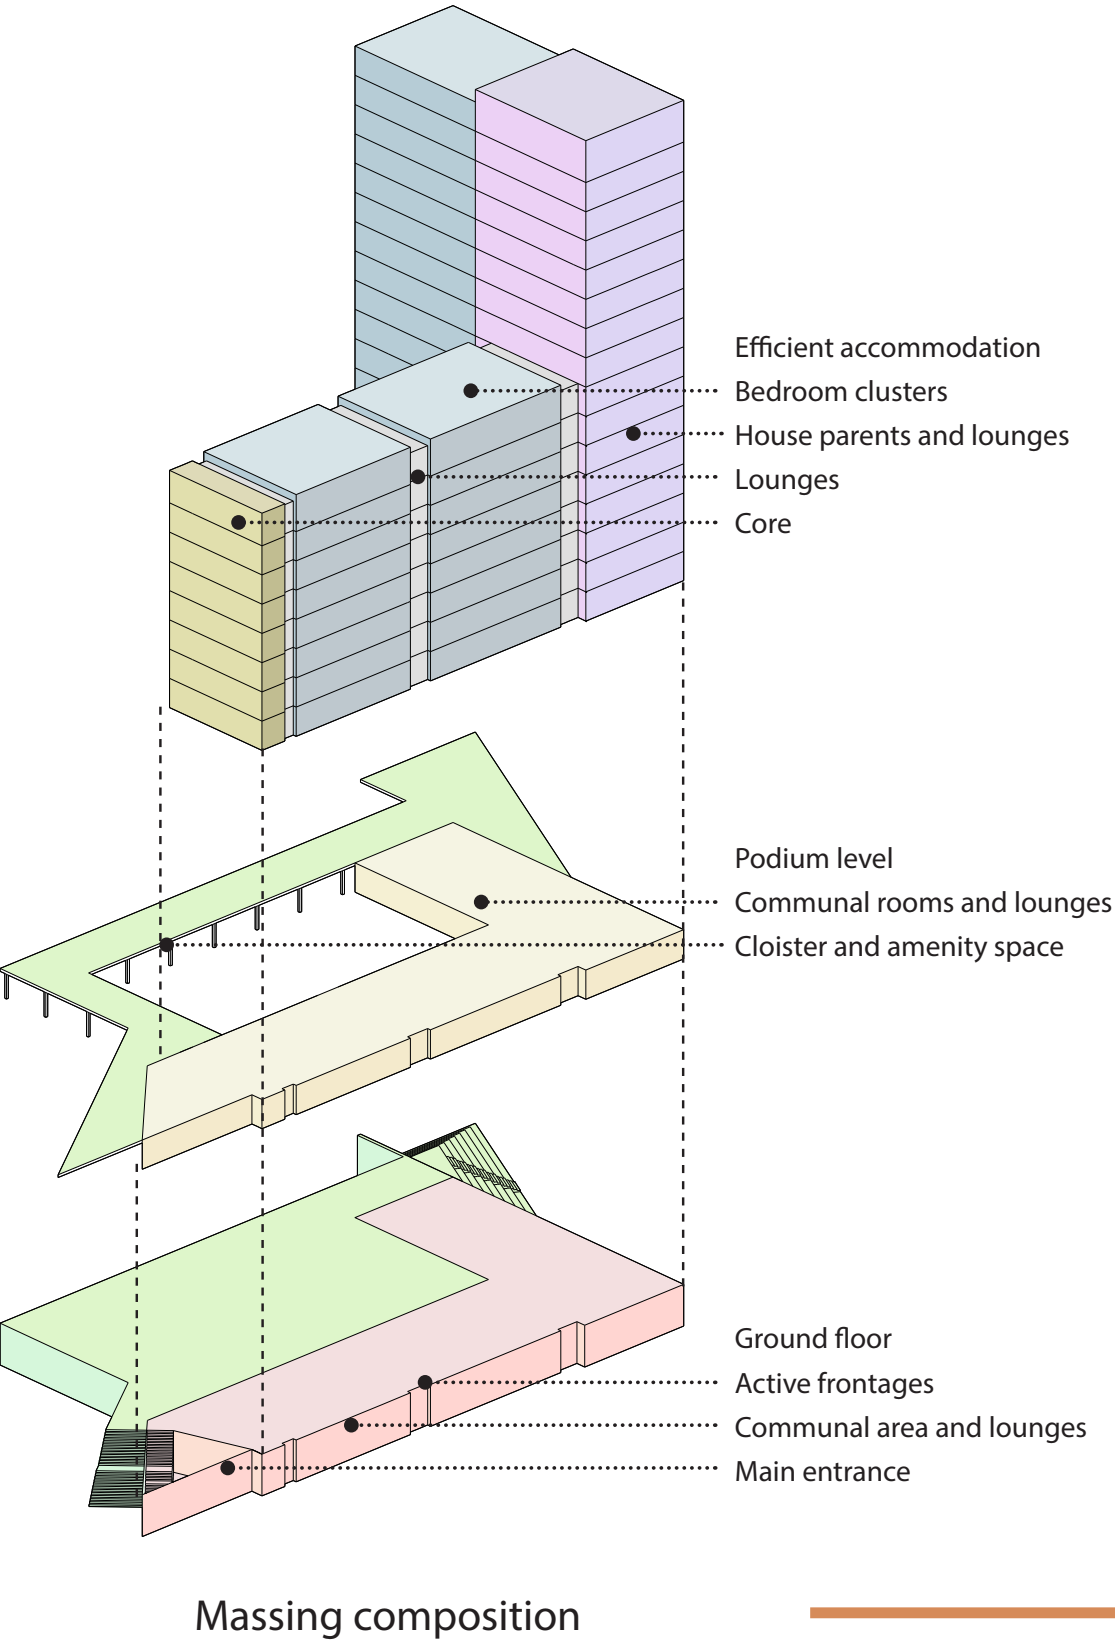 Efficient accommodation
Bedroom clusters
House parents and lounges
Lounges
Core
Podium level
Communal rooms and lounges
Cloister and amenity space
Ground floor
Active frontages
Communal area and lounges
Main entrance
Massing composition